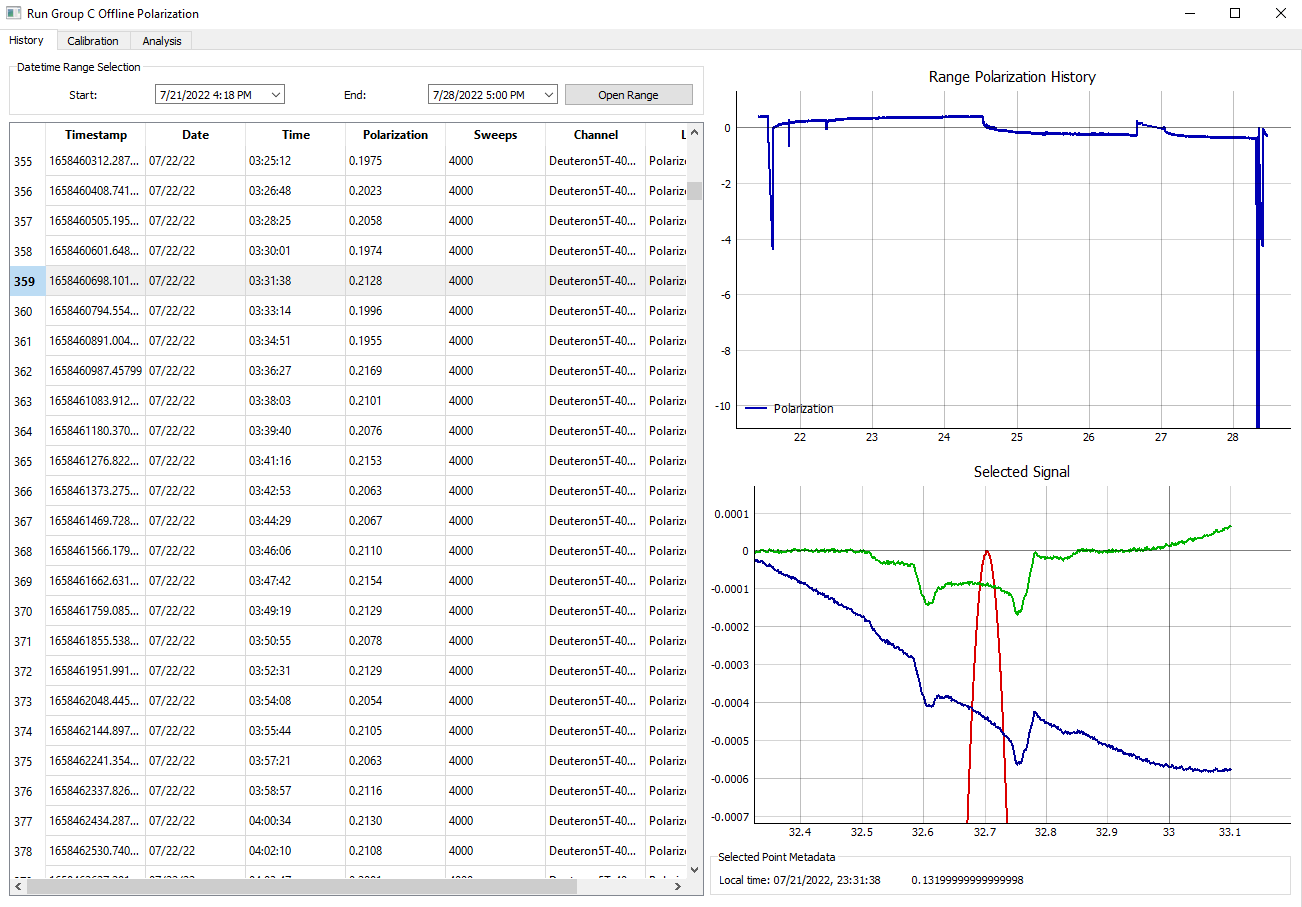 Run Group C Offline Polarization
History Calibration Analysis
Datetime Range Selection
Start: 7/21/2022 4:18 PM End: 7/28/2022 5:00 PM Open Range
Timestamp Date Time Polarization Sweeps Channel L
355 1658460312.287... 07/22/22 03:25:12 0.1975 4000 Deuteron5T-40... Polariz
356 1658460408.741... 07/22/22 03:26:48 0.2023 4000 Deuteron5T-40... Polariz
357 1658460505.195... 07/22/22 03:28:25 0.2058 4000 Deuteron5T-40... Polariz
358 1658460601.648... 07/22/22 03:30:01 0.1974 4000 Deuteron5T-40... Polariz
359 1658460698.101... 07/22/22 03:31:38 0.2128 4000 Deuteron5T-40... Polariz
360 1658460794.554... 07/22/22 03:33:14 0.1996 4000 Deuteron5T-40... Polariz
361 1658460891.004... 07/22/22 03:34:51 0.1955 4000 Deuteron5T-40... Polariz
362 1658460987.45799 07/22/22 03:36:27 0.2169 4000 Deuteron5T-40... Polariz
363 1658461083.912... 07/22/22 03:38:03 0.2101 4000 Deuteron5T-40... Polariz
364 1658461180.370... 07/22/22 03:39:40 0.2076 4000 Deuteron5T-40... Polariz
365 1658461276.822... 07/22/22 03:41:16 0.2153 4000 Deuteron5T-40... Polariz
366 1658461373.275... 07/22/22 03:42:53 0.2063 4000 Deuteron5T-40... Polariz
367 1658461469.728... 07/22/22 03:44:29 0.2067 4000 Deuteron5T-40... Polariz
368 1658461566.179... 07/22/22 03:46:06 0.2110 4000 Deuteron5T-40... Polariz
369 1658461662.631... 07/22/22 03:47:42 0.2154 4000 Deuteron5T-40... Polariz
370 1658461759.085... 07/22/22 03:49:19 0.2129 4000 Deuteron5T-40... Polariz
371 1658461855.538... 07/22/22 03:50:55 0.2078 4000 Deuteron5T-40... Polariz
372 1658461951.991... 07/22/22 03:52:31 0.2129 4000 Deuteron5T-40... Polariz
373 1658462048.445... 07/22/22 03:54:08 0.2054 4000 Deuteron5T-40... Polariz
374 1658462144.897... 07/22/22 03:55:44 0.2105 4000 Deuteron5T-40... Polariz
375 1658462241.354... 07/22/22 03:57:21 0.2063 4000 Deuteron5T-40... Polariz
376 1658462337.826... 07/22/22 03:58:57 0.2116 4000 Deuteron5T-40... Polariz
377 1658462434.287... 07/22/22 04:00:34 0.2130 4000 Deuteron5T-40... Polariz
378 1658462530.740... 07/22/22 04:02:10 0.2108 4000 Deuteron5T-40... Polariz
Range Polarization History
0
-2
-4
-6
-8
-10
Polarization
22 23 24 25 26 27 28
Selected Signal
0.0001
0
-0.0001
-0.0002
-0.0003
-0.0004
-0.0005
-0.0006
-0.0007
32.4 32.5 32.6 32.7 32.8 32.9 33 33.1
Selected Point Metadata
Local time: 07/21/2022, 23:31:38 0.13199999999999998